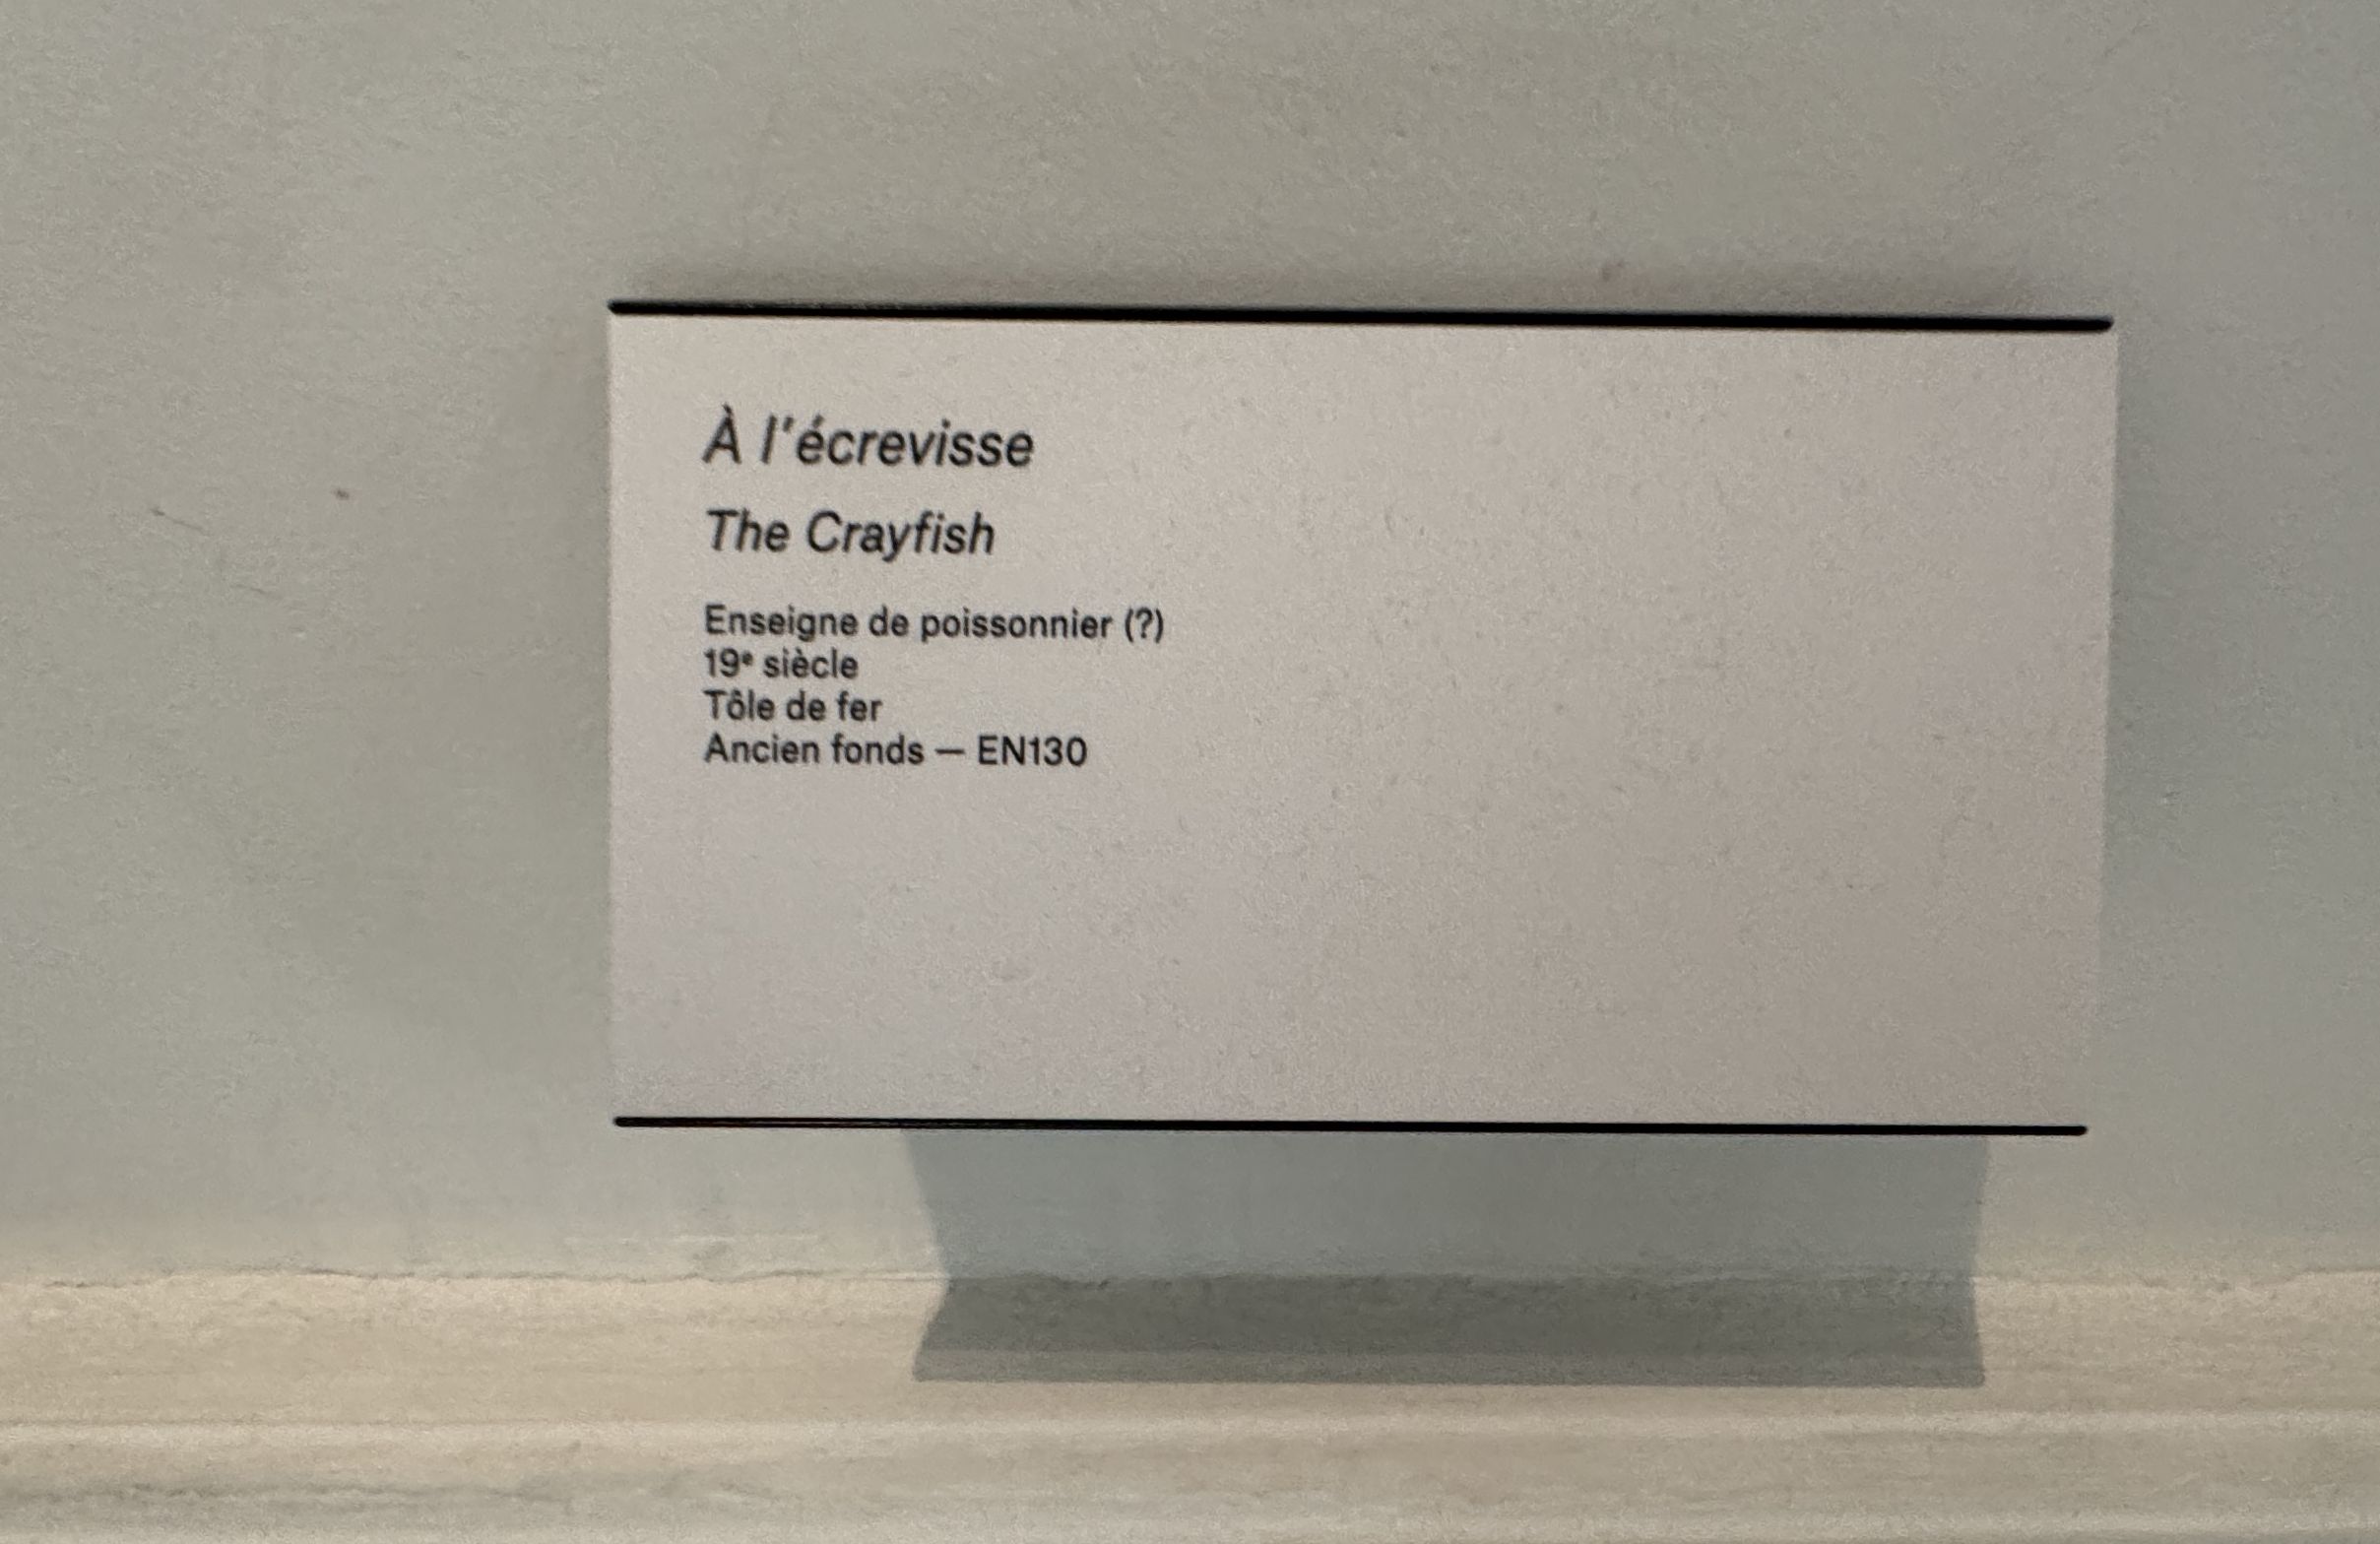 À l'écrevisse
The Crayfish
Enseigne de poissonnier (?)
19e siècle
Tôle de fer
Ancien fonds — EN130